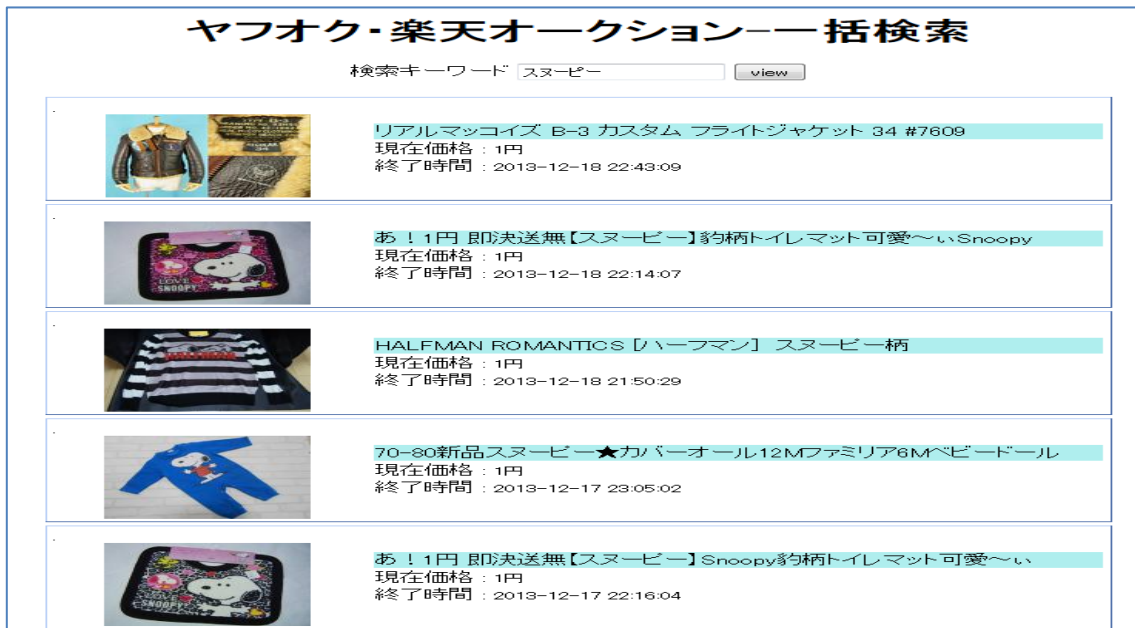 ヤフオク・楽天オークション-一括検索
検索キーワード スヌーピー view
リアルマッコイズ B-3 カスタム フライトジャケット 34 #7609
現在価格：1円
終了時間：2013-12-18 22:43:09
あ！1円 即決送無【スヌーピー】豹柄トイレマット可愛～ぃSnoopy
現在価格：1円
終了時間：2013-12-18 22:14:07
LOVE
SNOOPY
HALFMAN ROMANTICS [ハーフマン] スヌーピー柄
現在価格：1円
終了時間：2013-12-18 21:50:29
70-80新品スヌーピー★カバーオール12Mファミリア6Mベビードール
現在価格：1円
終了時間：2013-12-17 23:05:02
あ！1円 即決送無【スヌーピー】Snoopy豹柄トイレマット可愛～ぃ
現在価格：1円
終了時間：2013-12-17 22:16:04
LOVE
SNOOPY